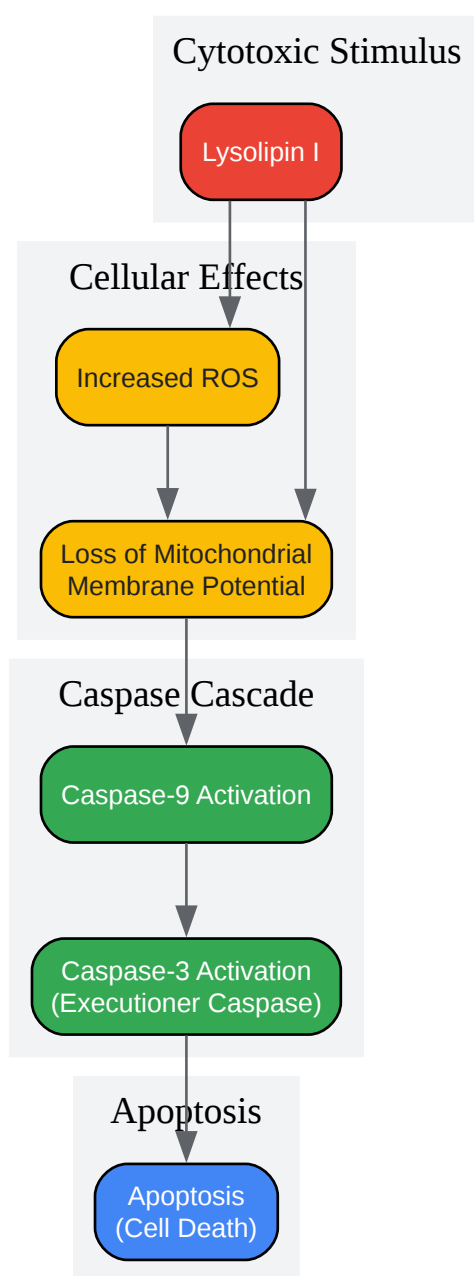 Cytotoxic Stimulus
Lysolipin I
Cellular Effects
Increased ROS
Loss of Mitochondrial
Membrane Potential
Caspase Cascade
Caspase-9 Activation
Caspase-3 Activation
(Executioner Caspase)
Apoptosis
Apoptosis
(Cell Death)